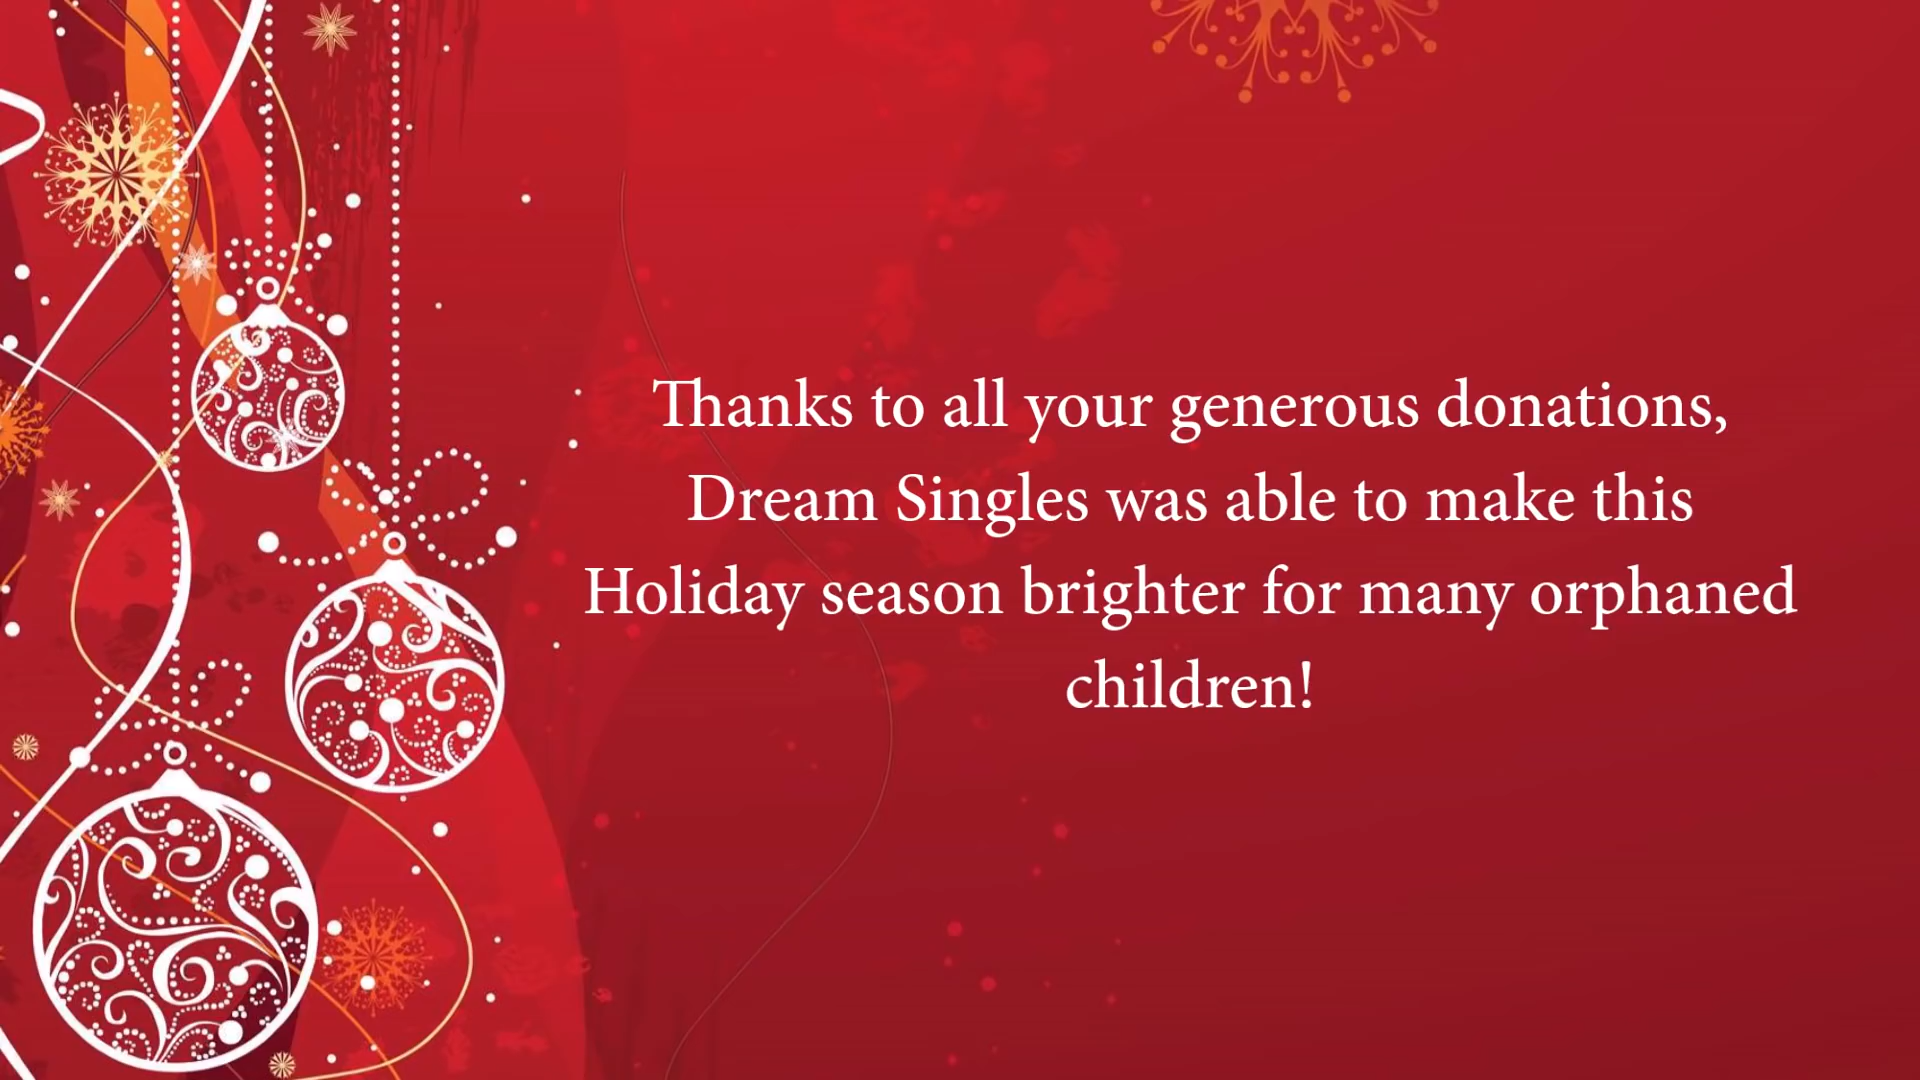 Thanks to all your generous donations,
Dream Singles was able to make this
Holiday season brighter for many orphaned
children!